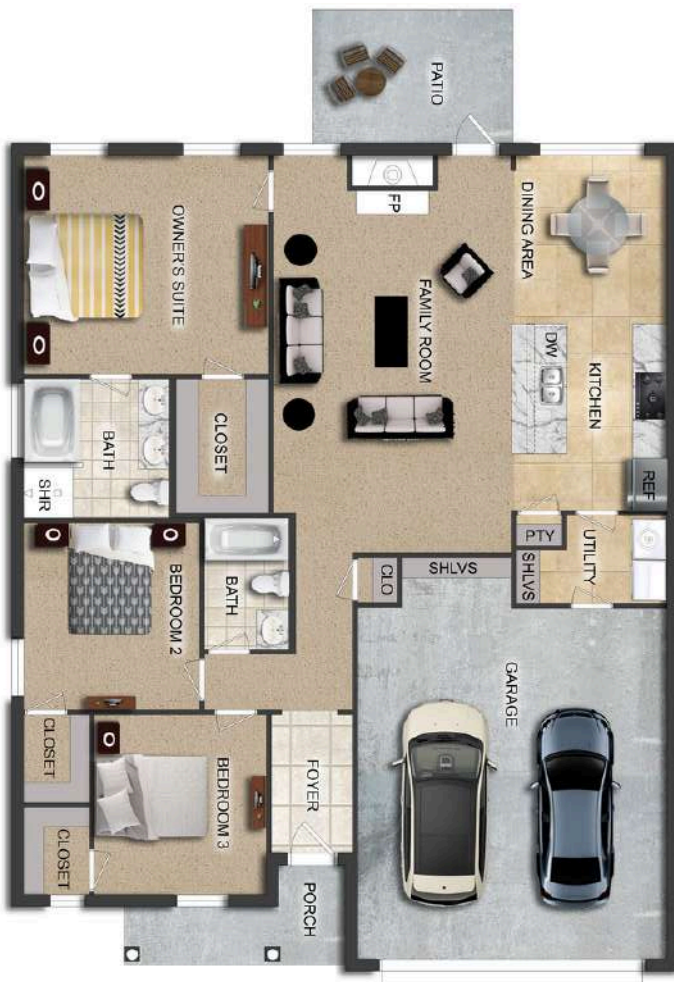 PATIO
DINING AREA
FP
OWNER'S SUITE
FAMILY ROOM
DW
KITCHEN
REF
CLOSET
BATH
SHR
PTY
UTILITY
SHLVS
SHLVS
CLO
BATH
BEDROOM 2
GARAGE
CLOSET
BEDROOM 3
FOYER
CLOSET
PORCH